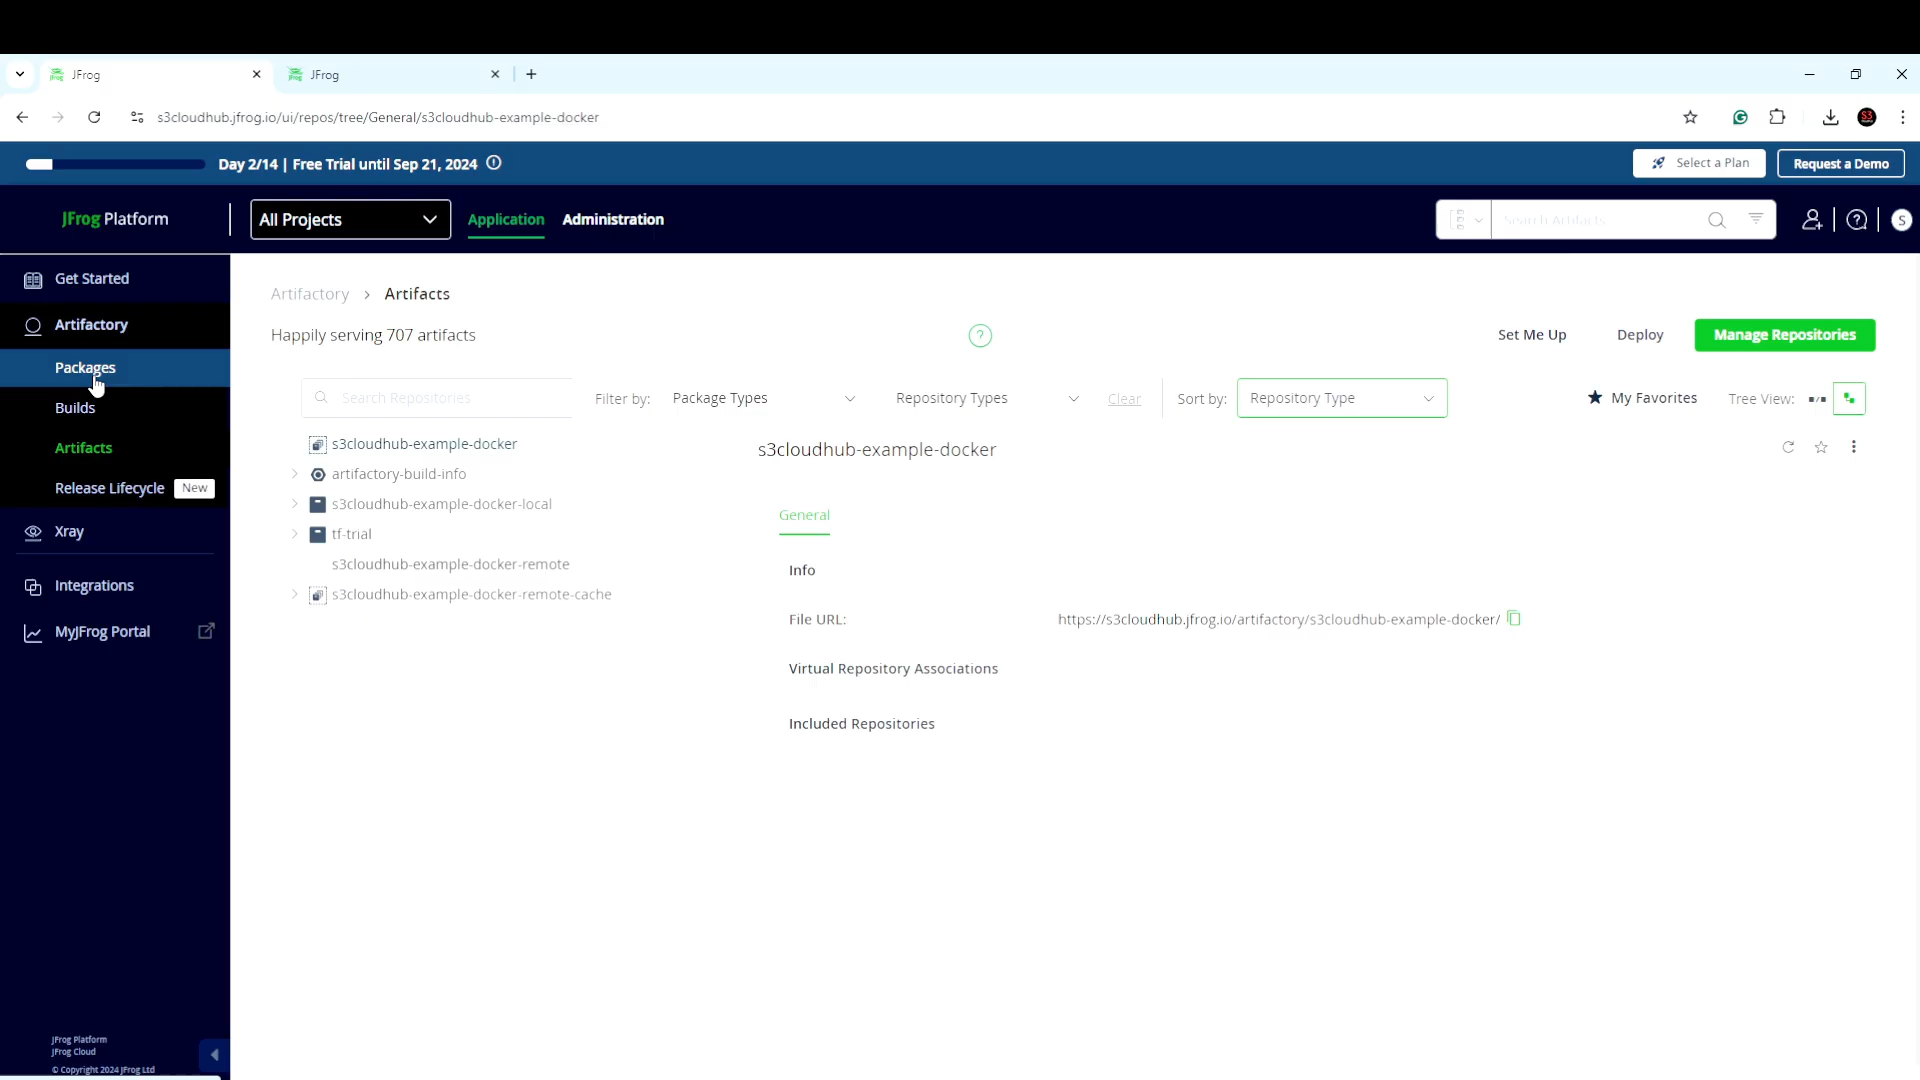 JFrog
JFrog
s3cloudhub.jfrog.io/ui/repos/tree/General/s3cloudhub-example-docker
Day 2/14 | Free Trial until Sep 21, 2024
Select a Plan
Request a Demo
JFrog Platform
All Projects
Application
Administration
Search Artifacts
S
Get Started
Artifactory
Packages
Builds
Artifacts
Release Lifecycle New
Xray
Integrations
MyJFrog Portal
JFrog Platform
JFrog Cloud
© Copyright 2024 JFrog Ltd
Artifactory > Artifacts
Happily serving 707 artifacts
?
Set Me Up
Deploy
Manage Repositories
Search Repositories
Filter by: Package Types
Repository Types
Clear
Sort by: Repository Type
My Favorites
Tree View:
s3cloudhub-example-docker
artifactory-build-info
s3cloudhub-example-docker-local
tf-trial
s3cloudhub-example-docker-remote
s3cloudhub-example-docker-remote-cache
s3cloudhub-example-docker
General
Info
File URL: https://s3cloudhub.jfrog.io/artifactory/s3cloudhub-example-docker/
Virtual Repository Associations
Included Repositories